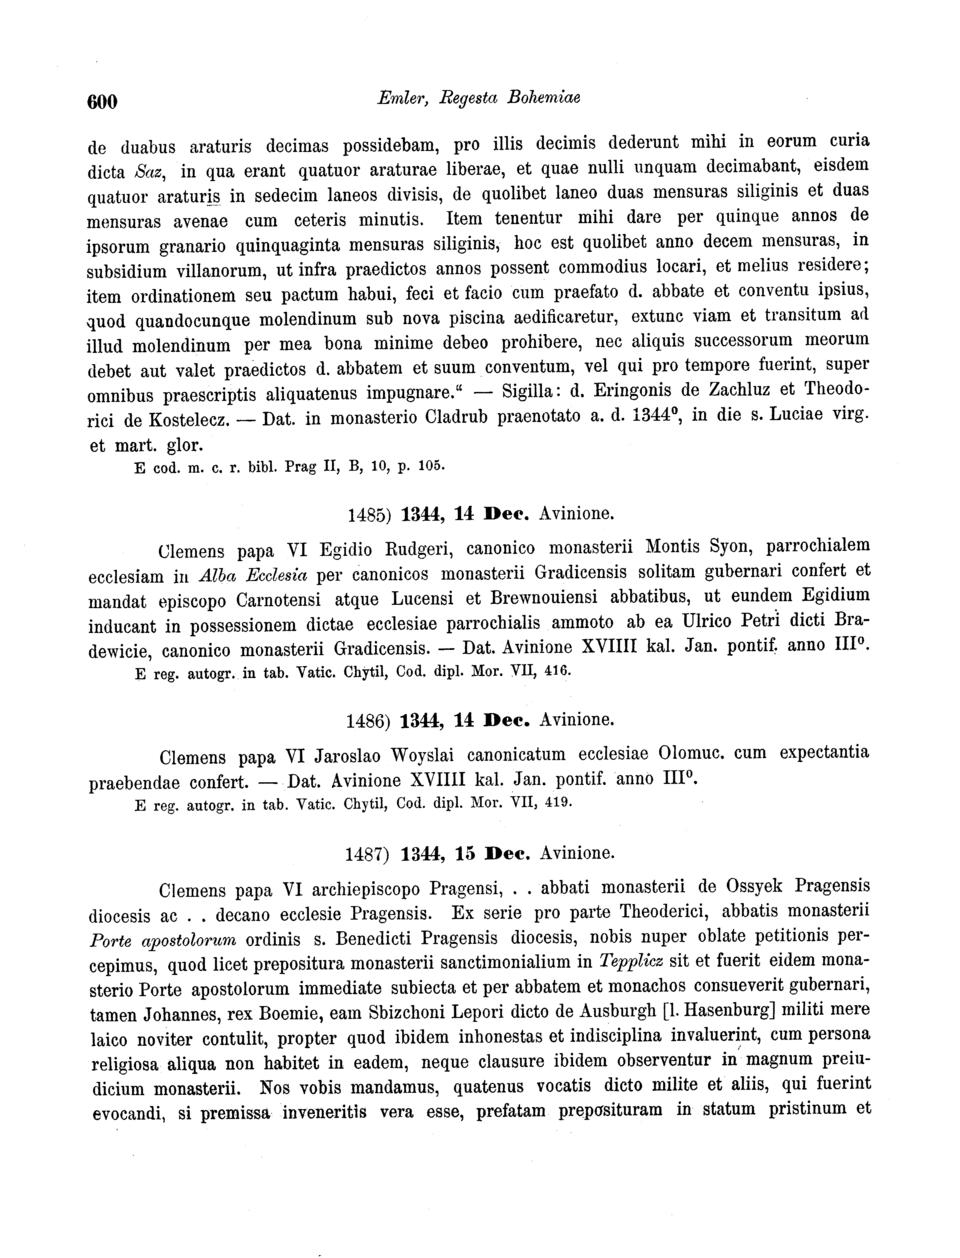 600
Emler, Regesta Bohemiae
de duabus araturis decimas possidebam, pro illis decimis dederunt mihi in eorum curia
dicta Saz, in qua erant quatuor araturae liberae, et quae nulli unquam decimabant, eisdem
quatuor araturis in sedecim laneos divisis, de quolibet laneo duas mensuras siliginis et duas
mensuras avenae cum ceteris minutis. Item tenentur mihi dare per quinque annos de
ipsorum granario quinquaginta mensuras siliginis, hoc est quolibet anno decem mensuras, in
subsidium villanorum, ut infra praedictos annos possent commodius locari, et melius residere;
item ordinationem seu pactum habui, feci et facio cum praefato d. abbate et conventu ipsius,
quod quandocunque molendinum sub nova piscina aedificaretur, extunc viam et transitum ad
illud molendinum per mea bona minime debeo prohibere, nec aliquis successorum meorum
debet aut valet praedictos d. abbatem et suum conventum, vel qui pro tempore fuerint, super
omnibus praescriptis aliquatenus impugnare.“ — Sigilla: d. Eringonis de Zachluz et Theodo-
rici de Kostelecz. — Dat. in monasterio Cladrub praenotato a. d. 1344⁰, in die s. Luciae virg.
et mart. glor.
E cod. m. c. r. bibl. Prag II, B, 10, p. 105.
1485) 1344, 14 Dec. Avinione.
Clemens papa VI Egidio Rudgeri, canonico monasterii Montis Syon, parrochialem
ecclesiam in Alba Ecclesia per canonicos monasterii Gradicensis solitam gubernari confert et
mandat episcopo Carnotensi atque Lucensi et Brewnouiensi abbatibus, ut eundem Egidium
inducant in possessionem dictae ecclesiae parrochialis ammoto ab ea Ulrico Petri dicti Bra-
dewicie, canonico monasterii Gradicensis. — Dat. Avinione XVIIII kal. Jan. pontif. anno III⁰.
E reg. autogr. in tab. Vatic. Chytil, Cod. dipl. Mor. VII, 416.
1486) 1344, 14 Dec. Avinione.
Clemens papa VI Jaroslao Woyslai canonicatum ecclesiae Olomuc. cum expectantia
praebendae confert. — Dat. Avinione XVIIII kal. Jan. pontif. anno III⁰.
E reg. autogr. in tab. Vatic. Chytil, Cod. dipl. Mor. VII, 419.
1487) 1344, 15 Dec. Avinione.
Clemens papa VI archiepiscopo Pragensi, . . abbati monasterii de Ossyek Pragensis
diocesis ac . . decano ecclesie Pragensis. Ex serie pro parte Theoderici, abbatis monasterii
Porte apostolorum ordinis s. Benedicti Pragensis diocesis, nobis nuper oblate petitionis per-
cepimus, quod licet prepositura monasterii sanctimonialium in Tepplicz sit et fuerit eidem mona-
sterio Porte apostolorum immediate subiecta et per abbatem et monachos consueverit gubernari,
tamen Johannes, rex Boemie, eam Sbizchoni Lepori dicto de Ausburgh [l. Hasenburg] militi mere
laico noviter contulit, propter quod ibidem inhonestas et indisciplina invaluerint, cum persona
religiosa aliqua non habitet in eadem, neque clausure ibidem observentur in magnum preiu-
dicium monasterii. Nos vobis mandamus, quatenus vocatis dicto milite et aliis, qui fuerint
evocandi, si premissa inveneritis vera esse, prefatam preposituram in statum pristinum et